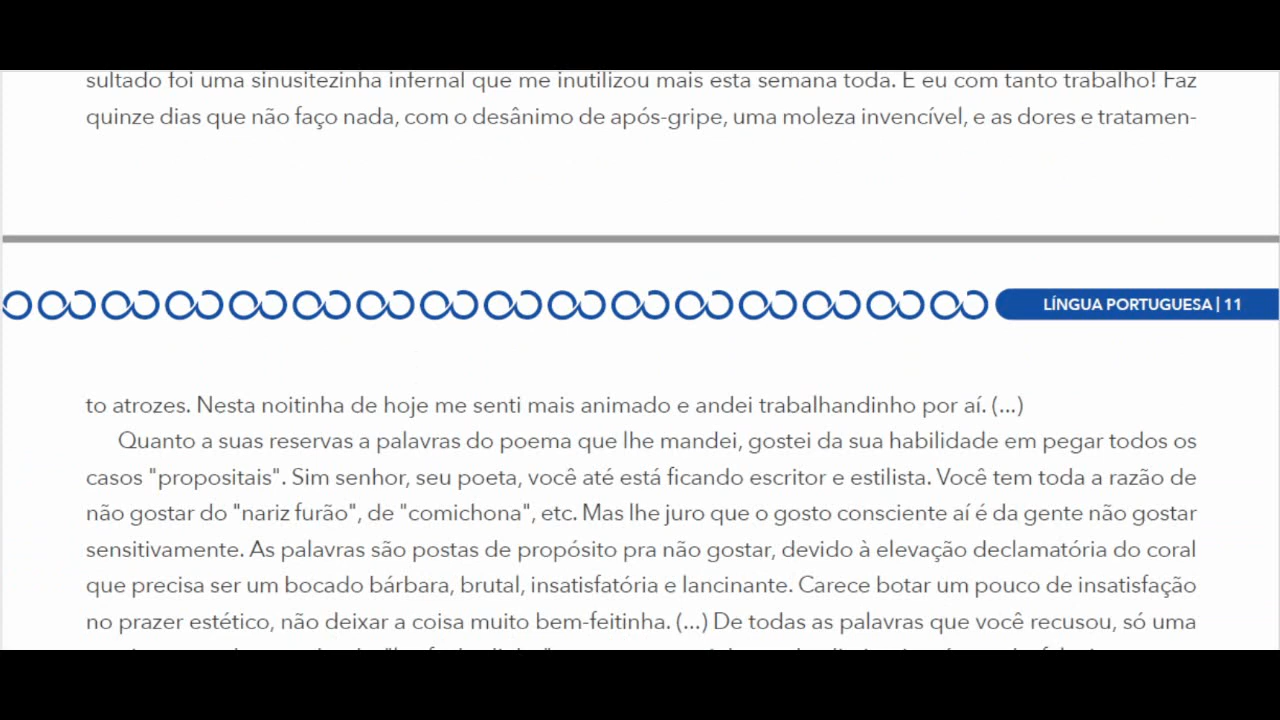 sultado foi uma sinusitezinha infernal que me inutilizou mais esta semana toda. E eu com tanto trabalho! Faz
quinze dias que não faço nada, com o desânimo de após-gripe, uma moleza invencível, e as dores e tratamen-
LÍNGUA PORTUGUESA | 11
to atrozes. Nesta noitinha de hoje me senti mais animado e andei trabalhandinho por aí. (...)
Quanto a suas reservas a palavras do poema que lhe mandei, gostei da sua habilidade em pegar todos os
casos "propositais". Sim senhor, seu poeta, você até está ficando escritor e estilista. Você tem toda a razão de
não gostar do "nariz furão", de "comichona", etc. Mas lhe juro que o gosto consciente aí é da gente não gostar
sensitivamente. As palavras são postas de propósito pra não gostar, devido à elevação declamatória do coral
que precisa ser um bocado bárbara, brutal, insatisfatória e lancinante. Carece botar um pouco de insatisfação
no prazer estético, não deixar a coisa muito bem-feitinha. (...) De todas as palavras que você recusou, só uma